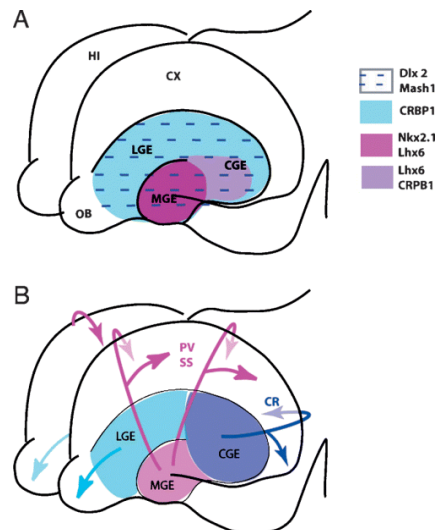 A
HI
CX
LGE
CGE
MGE
OB
Dlx 2
Mash1
CRBP1
Nkx2.1
Lhx6
Lhx6
CRPB1
B
PV
SS
CR
LGE
CGE
MGE